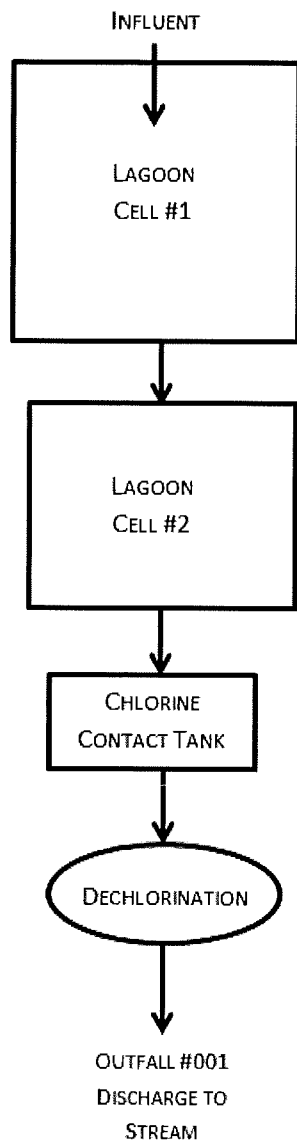 INFLUENT
LAGOON
CELL #1
LAGOON
CELL #2
CHLORINE
CONTACT TANK
DECHLORINATION
OUTFALL #001
DISCHARGE TO
STREAM